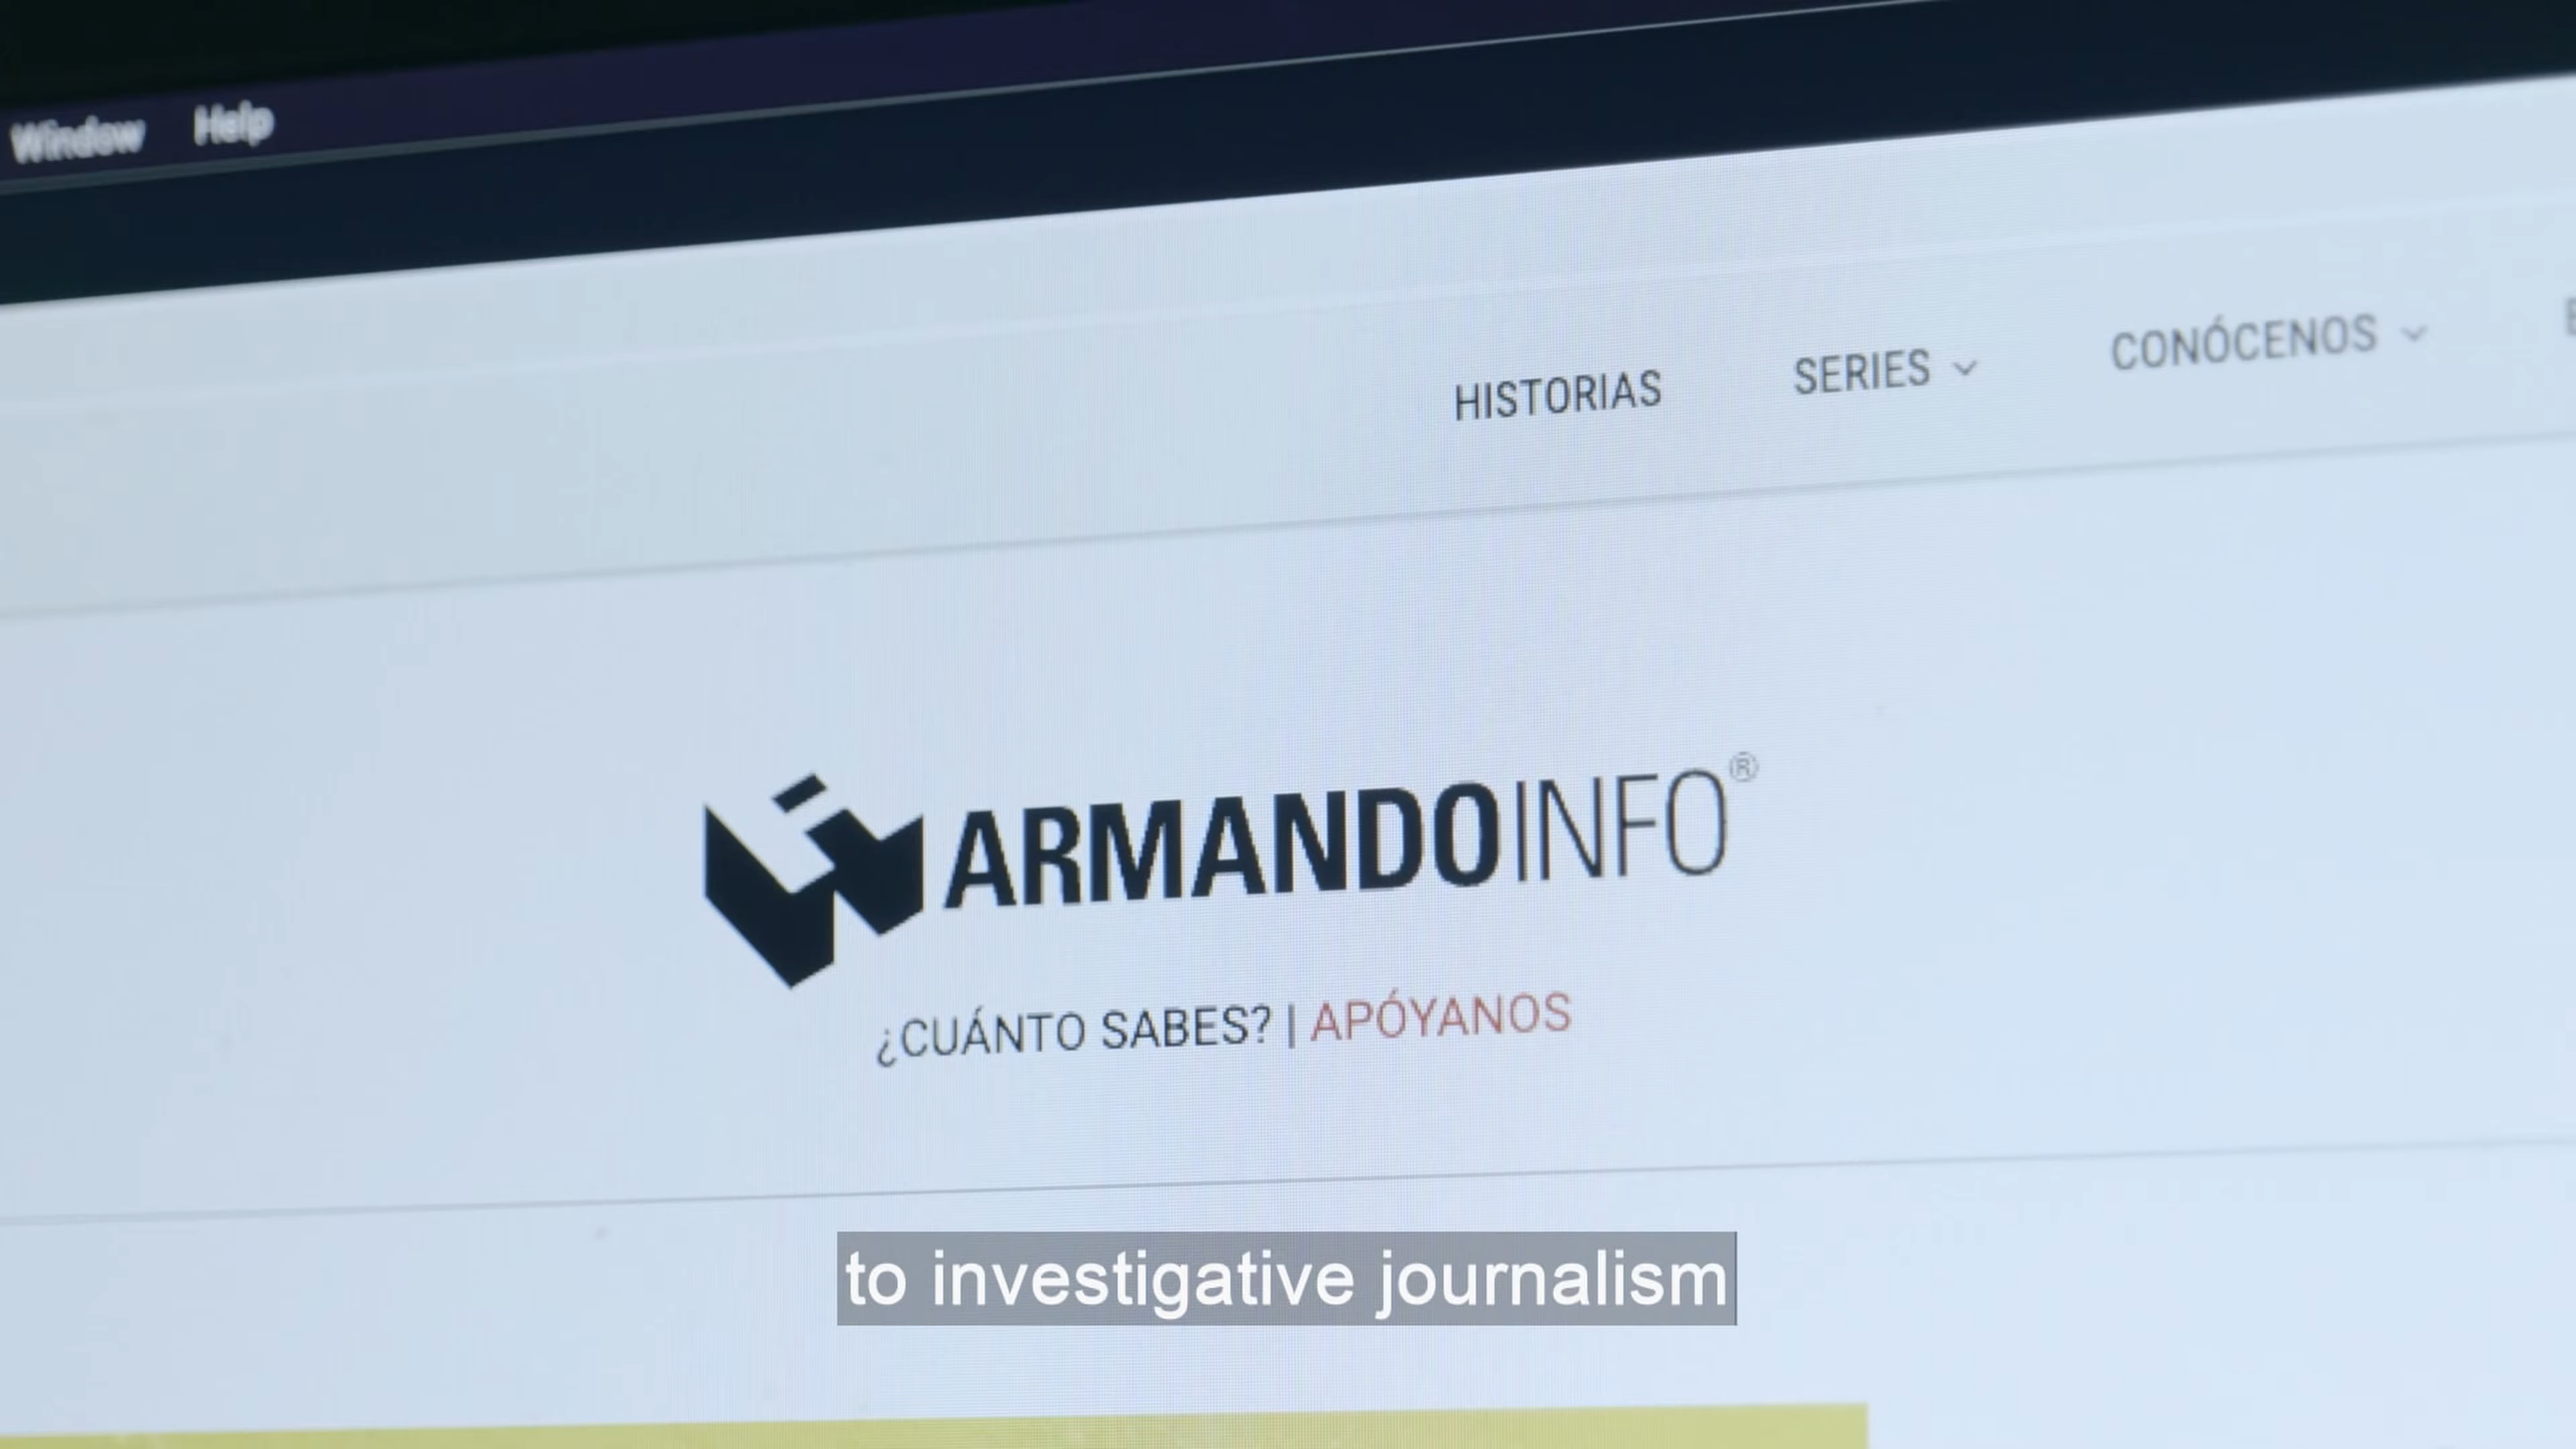 Window Help
HISTORIAS SERIES CONÓCENOS
ARMANDOINFO®
¿CUÁNTO SABES? | APÓYANOS
to investigative journalism